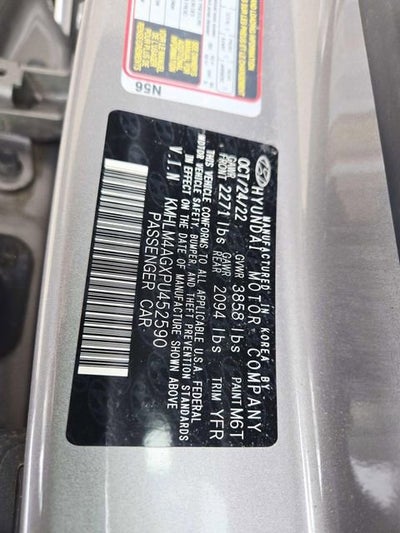 MANUFACTURED IN KOREA BY
HYUNDAI MOTOR COMPANY
OCT/24/22 GVWR 3858 lbs PAINT M6T
GAWR FRONT 2271 lbs GAWR REAR 2094 lbs TRIM YFR
THIS VEHICLE CONFORMS TO ALL APPLICABLE U.S.A. FEDERAL
MOTOR VEHICLE SAFETY, BUMPER, AND THEFT PREVENTION STANDARDS
IN EFFECT ON THE DATE OF MANUFACTURE SHOWN ABOVE
V.I.N
KMHLM4AGXPU452590
PASSENGER CAR
N56